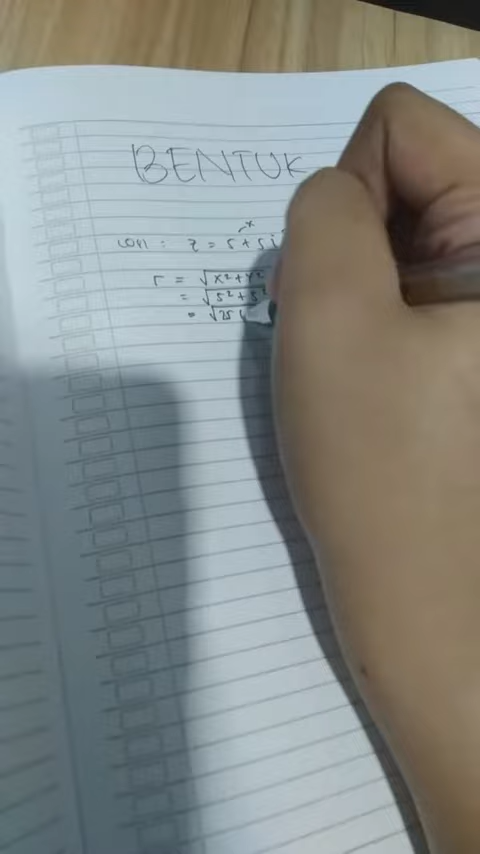 BENTUK
x
con : z = 5 + 5i
r = √x²+y²
= √5²+5²
= √25